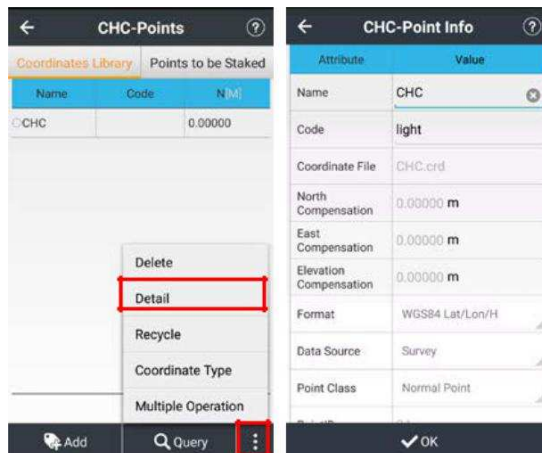 CHC-Points
Coordinates Library Points to be Staked
Name Code N[M]
CHC 0.00000
Delete
Detail
Recycle
Coordinate Type
Multiple Operation
Add Query
CHC-Point Info
Attribute Value
Name CHC
Code light
Coordinate File CHC.crd
North Compensation 0.00000 m
East Compensation 0.00000 m
Elevation Compensation 0.00000 m
Format WGS84 Lat/Lon/H
Data Source Survey
Point Class Normal Point
OK